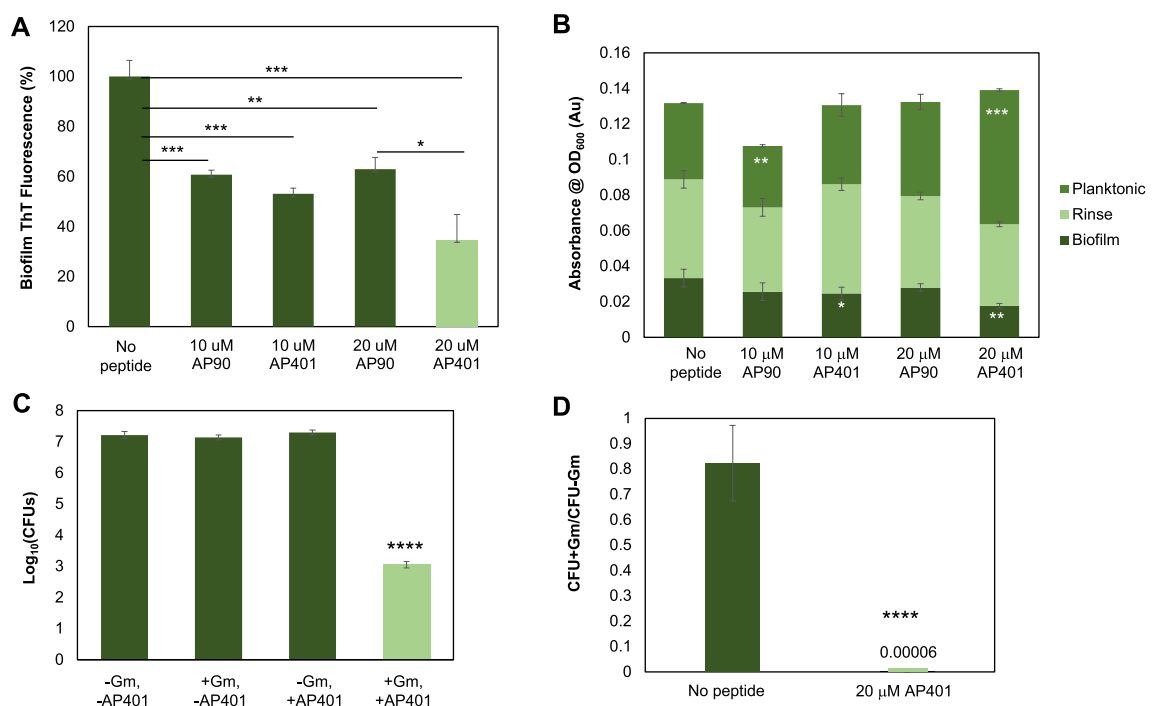 A
Biofilm ThT Fluorescence (%)
120
100
80
60
40
20
0
***
**
***
***
*
No peptide
10 uM AP90
10 uM AP401
20 uM AP90
20 uM AP401
B
Absorbance @ OD600 (Au)
0.16
0.14
0.12
0.1
0.08
0.06
0.04
0.02
0
**
*
***
**
No peptide
10 μM AP90
10 μM AP401
20 μM AP90
20 μM AP401
Planktonic
Rinse
Biofilm
C
Log10(CFUs)
8
7
6
5
4
3
2
1
0
****
-Gm, -AP401
+Gm, -AP401
-Gm, +AP401
+Gm, +AP401
D
CFU+Gm/CFU-Gm
1
0.9
0.8
0.7
0.6
0.5
0.4
0.3
0.2
0.1
0
****
0.00006
No peptide
20 μM AP401